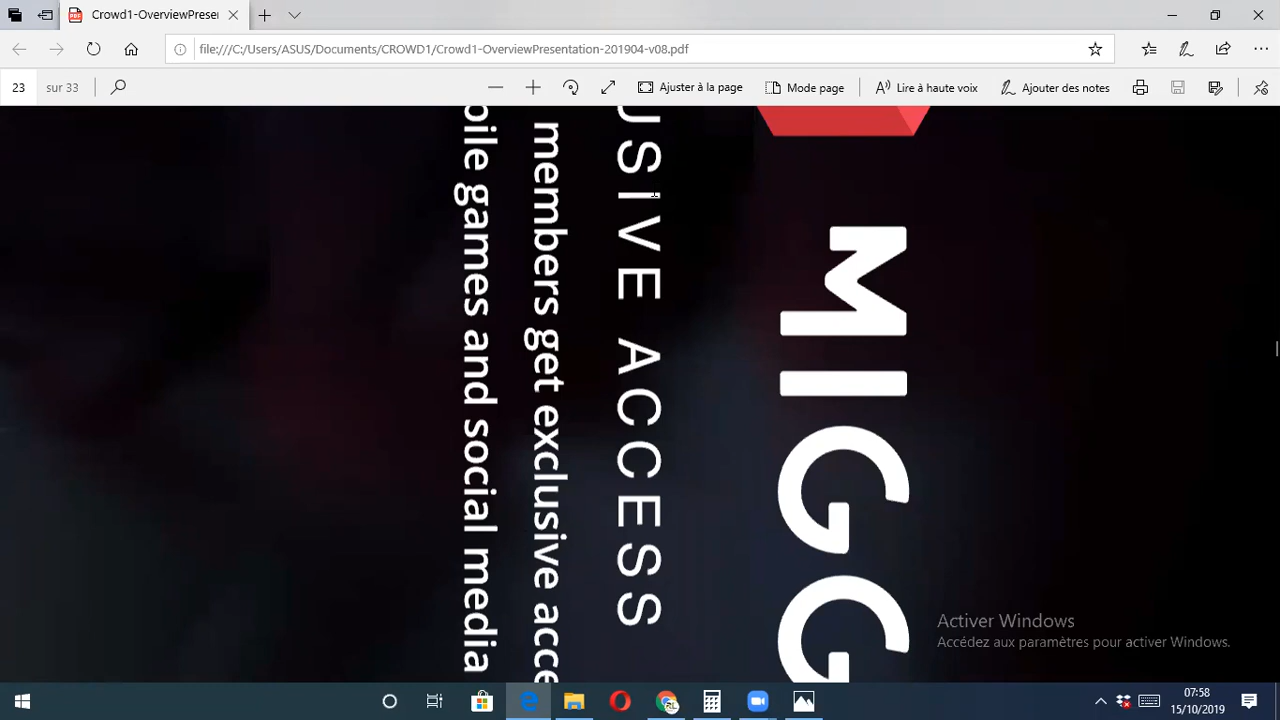 Crowd1-OverviewPresen
file:///C:/Users/ASUS/Documents/CROWD1/Crowd1-OverviewPresentation-201904-v08.pdf
23 sur 33
Ajuster à la page
Mode page
Lire à haute voix
Ajouter des notes
MIGG
USIVE ACCESS
members get exclusive acce
bile games and social media
Activer Windows
Accédez aux paramètres pour activer Windows.
07:58
15/10/2019